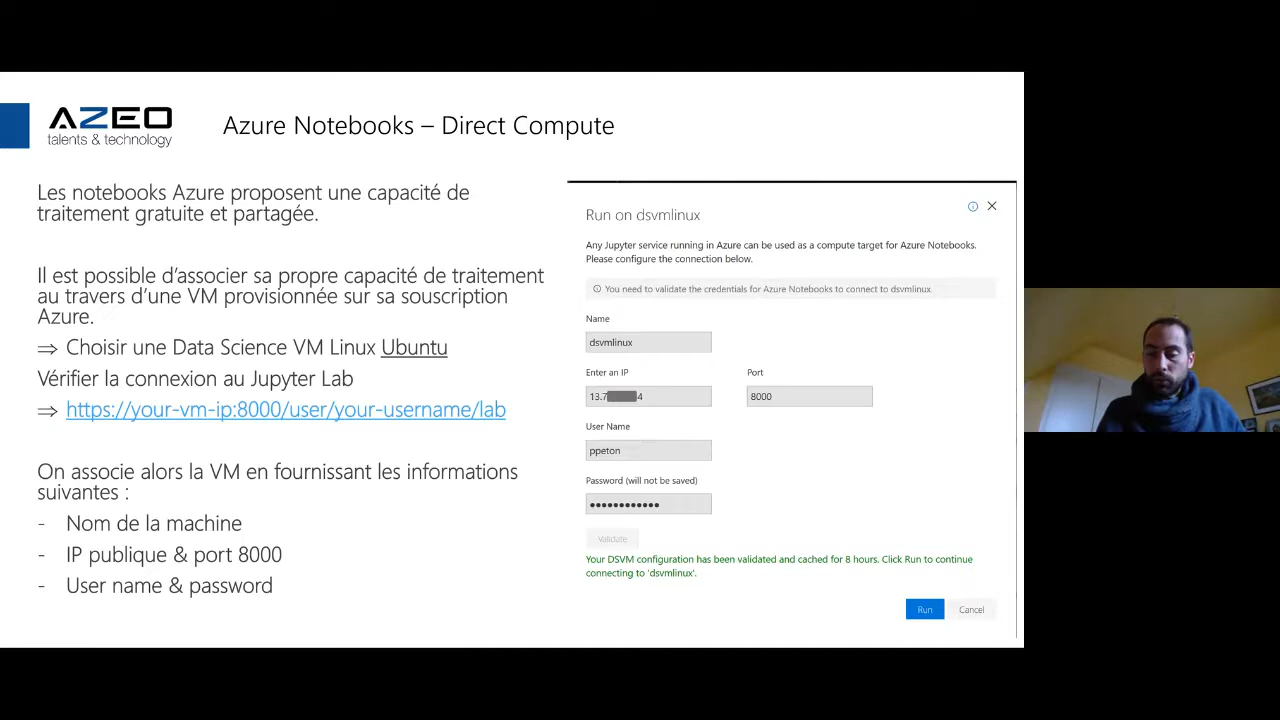 AZEO
talents & technology
Azure Notebooks – Direct Compute
Les notebooks Azure proposent une capacité de
traitement gratuite et partagée.
Il est possible d’associer sa propre capacité de traitement
au travers d’une VM provisionnée sur sa souscription
Azure.
⇒ Choisir une Data Science VM Linux Ubuntu
Vérifier la connexion au Jupyter Lab
⇒ https://your-vm-ip:8000/user/your-username/lab
On associe alors la VM en fournissant les informations
suivantes :
- Nom de la machine
- IP publique & port 8000
- User name & password
Run on dsvmlinux
Any Jupyter service running in Azure can be used as a compute target for Azure Notebooks.
Please configure the connection below.
You need to validate the credentials for Azure Notebooks to connect to dsvmlinux.
Name
dsvmlinux
Enter an IP Port
13.7 4 8000
User Name
ppeton
Password (will not be saved)
●●●●●●●●●●●●
Validate
Your DSVM configuration has been validated and cached for 8 hours. Click Run to continue
connecting to 'dsvmlinux'.
Run Cancel